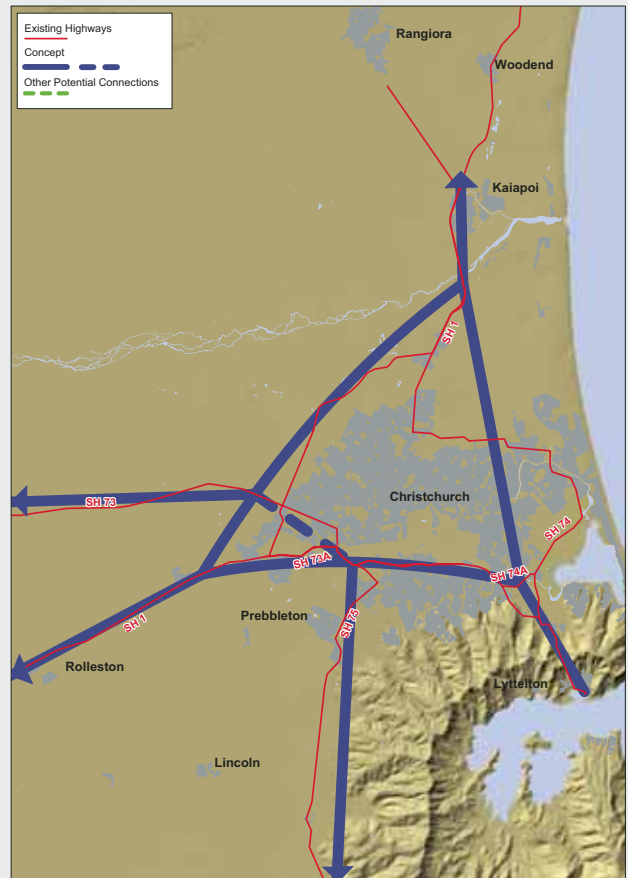 Existing Highways
Concept
Other Potential Connections
Rangiora
Woodend
Kaiapoi
SH 1
SH 73
Christchurch
SH 74
SH 73A
SH 74A
Prebbleton
SH 1
SH 75
Rolleston
Lyttelton
Lincoln